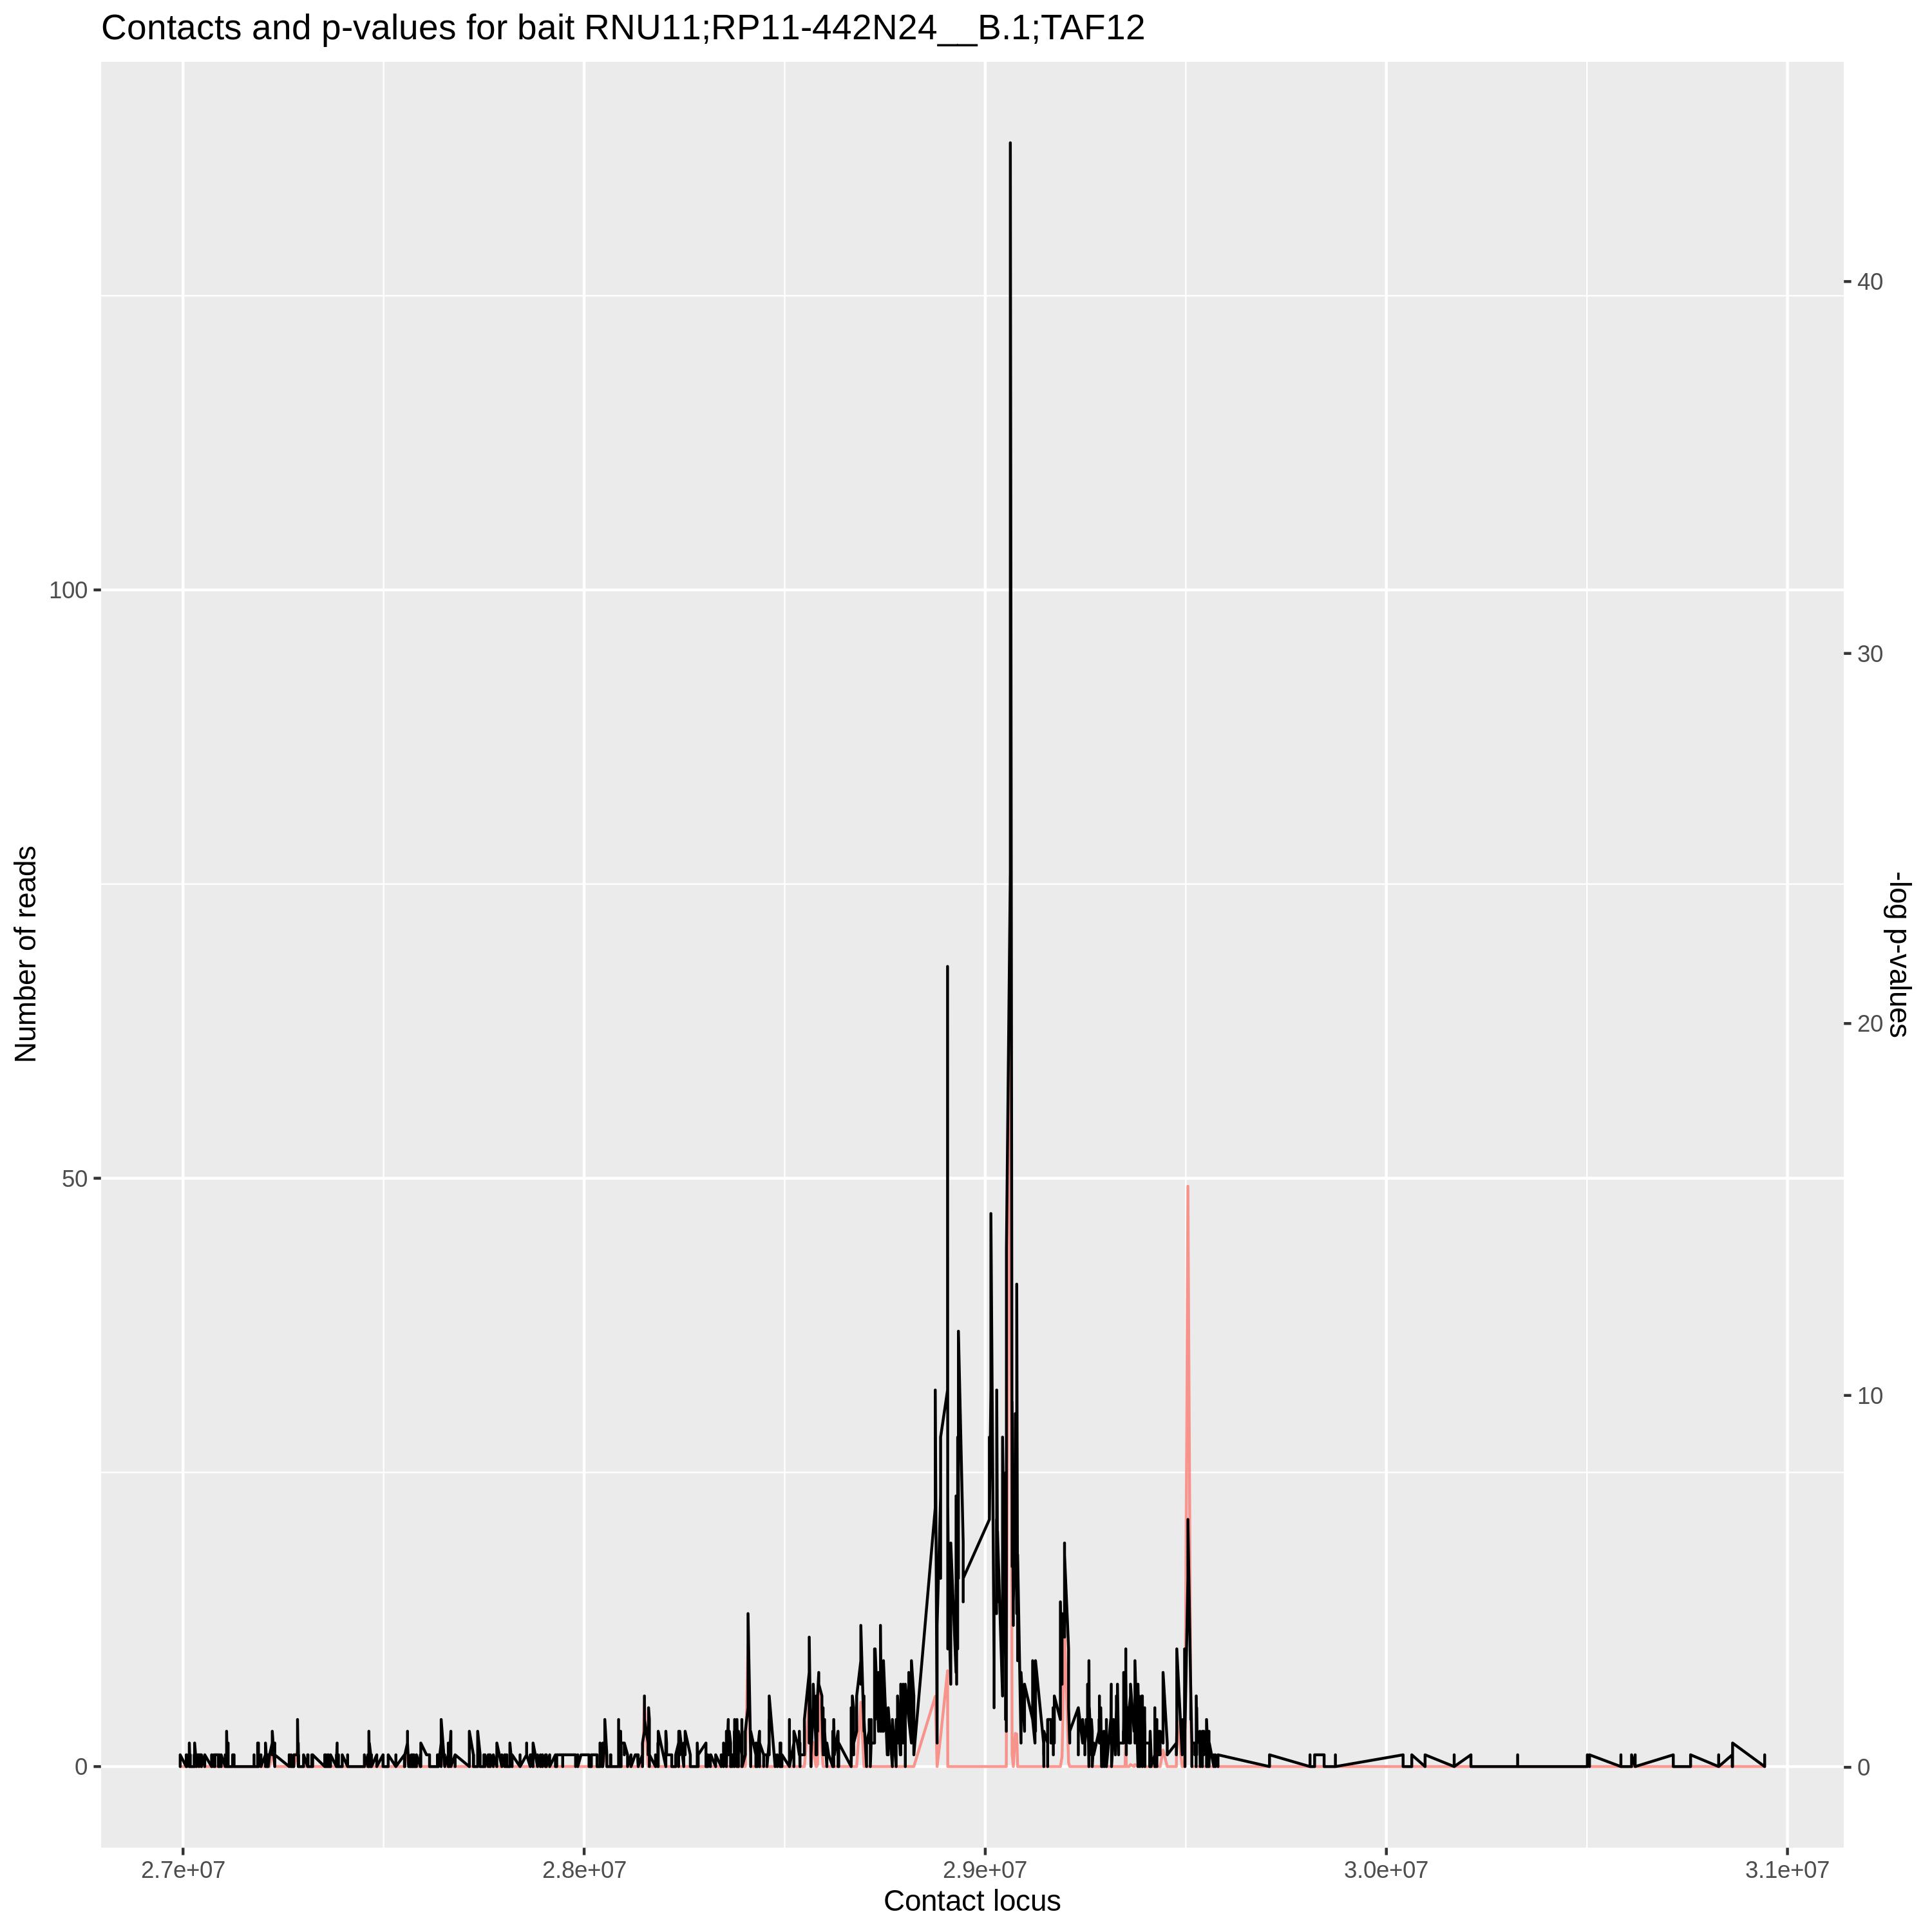 Contacts and p-values for bait RNU11;RP11-442N24__B.1;TAF12
Number of reads
100
50
0
40
30
20
10
0
-log p-values
2.7e+07
2.8e+07
2.9e+07
3.0e+07
3.1e+07
Contact locus